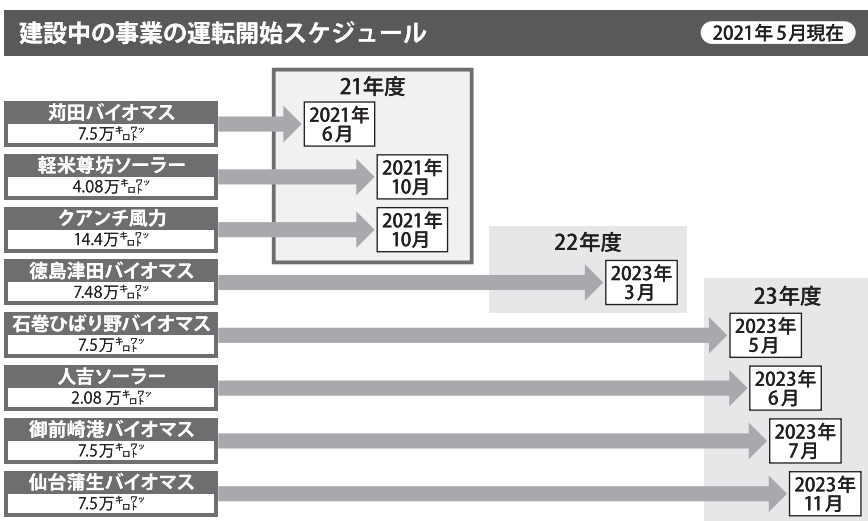 建設中の事業の運転開始スケジュール
2021年5月現在
21年度
苅田バイオマス
7.5万キロワット
2021年
6月
軽米尊坊ソーラー
4.08万キロワット
2021年
10月
クアンチ風力
14.4万キロワット
2021年
10月
22年度
徳島津田バイオマス
7.48万キロワット
2023年
3月
23年度
石巻ひばり野バイオマス
7.5万キロワット
2023年
5月
人吉ソーラー
2.08 万キロワット
2023年
6月
御前崎港バイオマス
7.5万キロワット
2023年
7月
仙台蒲生バイオマス
7.5万キロワット
2023年
11月